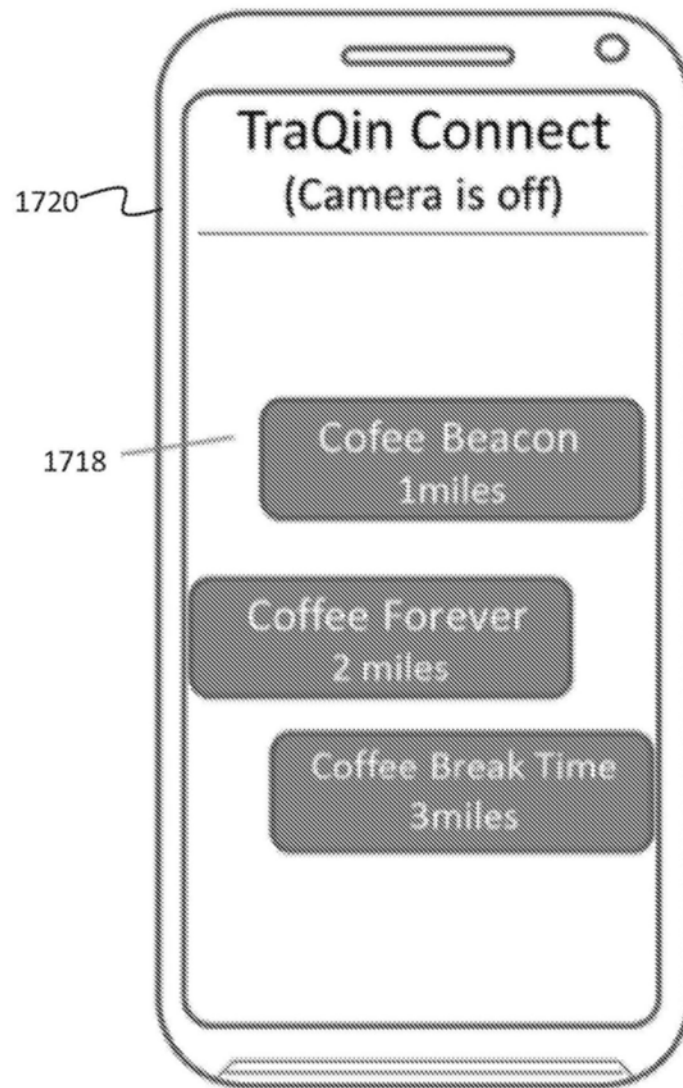 TraQin Connect
(Camera is off)
1720
Cofee Beacon
1miles
1718
Coffee Forever
2 miles
Coffee Break Time
3miles